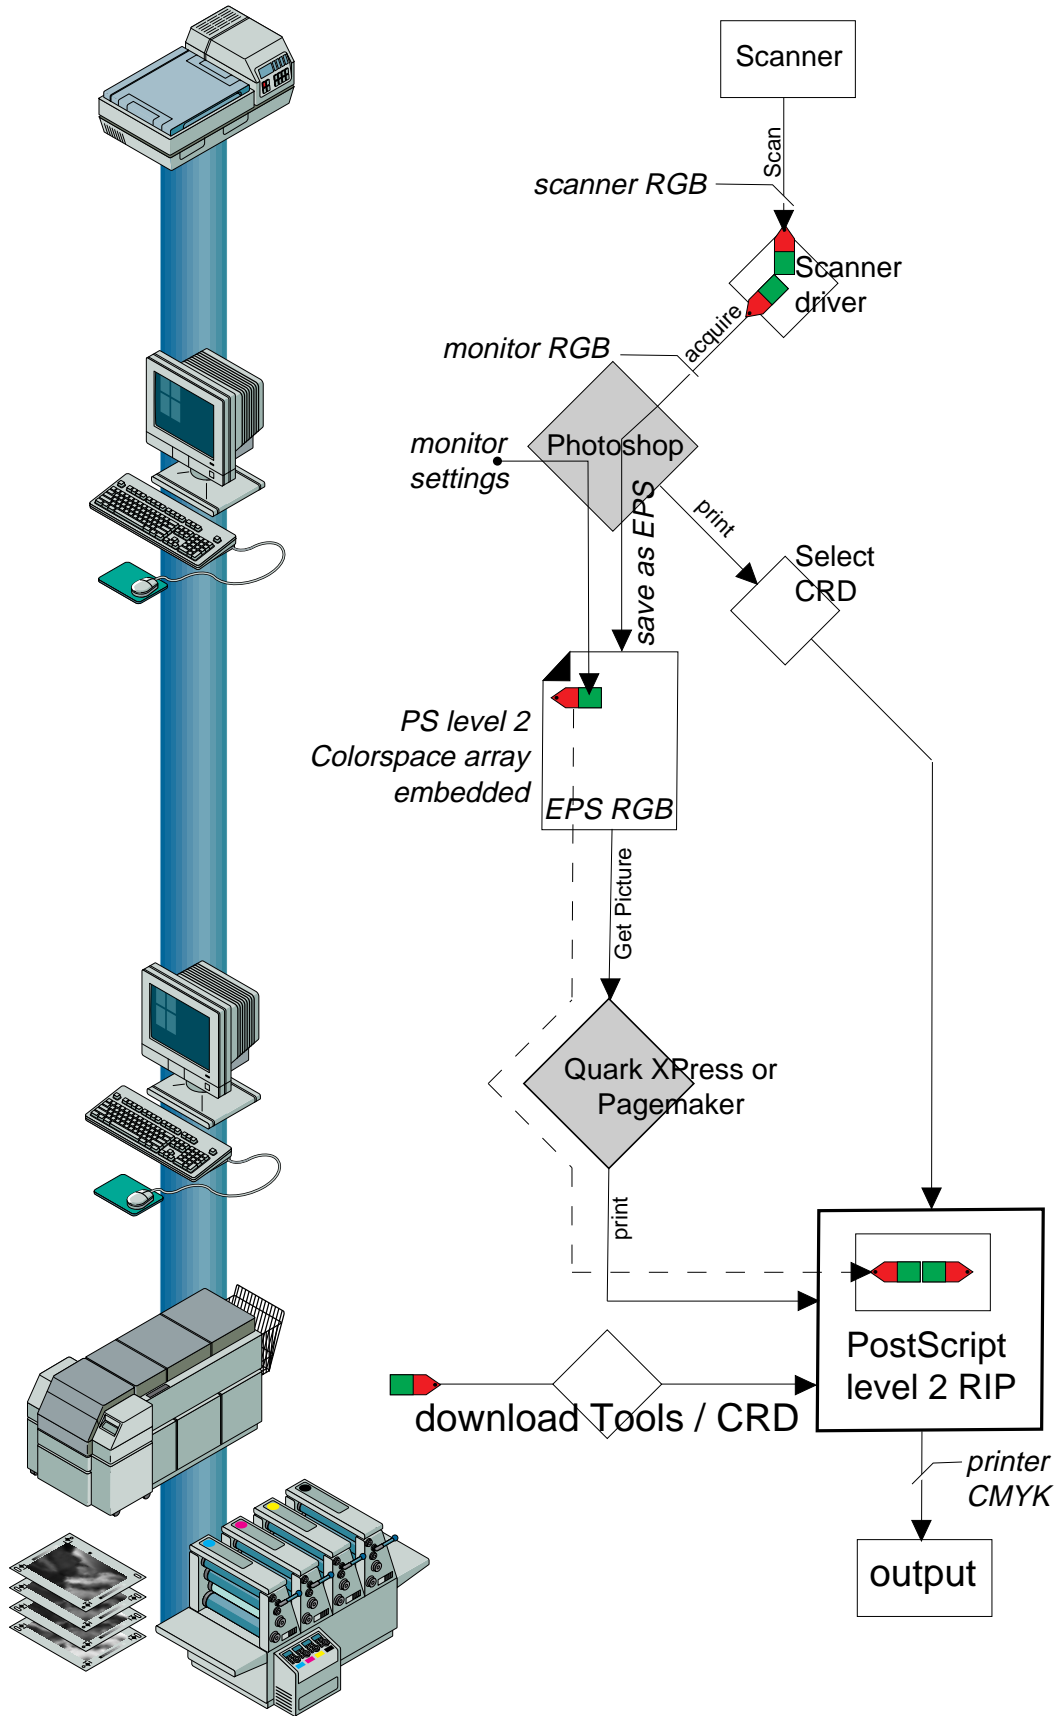 Scanner
Scan
scanner RGB
Scanner
driver
acquire
monitor RGB
Photoshop
monitor
settings
print
save as EPS
Select
CRD
PS level 2
Colorspace array
embedded
EPS RGB
Get Picture
Quark XPress or
Pagemaker
print
PostScript
level 2 RIP
download Tools / CRD
printer
CMYK
output